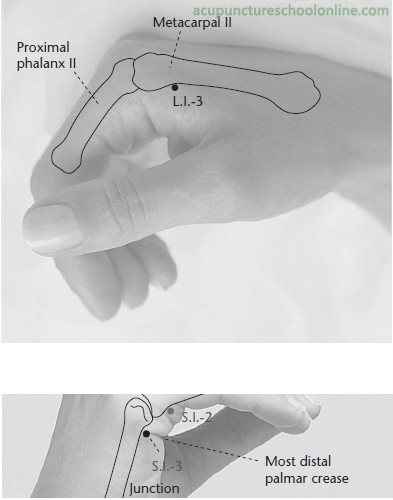 acupunctureschoolonline.com
Metacarpal II
Proximal
phalanx II
L.I.-3
S.I.-2
S.I.-3
Most distal
palmar crease
Junction